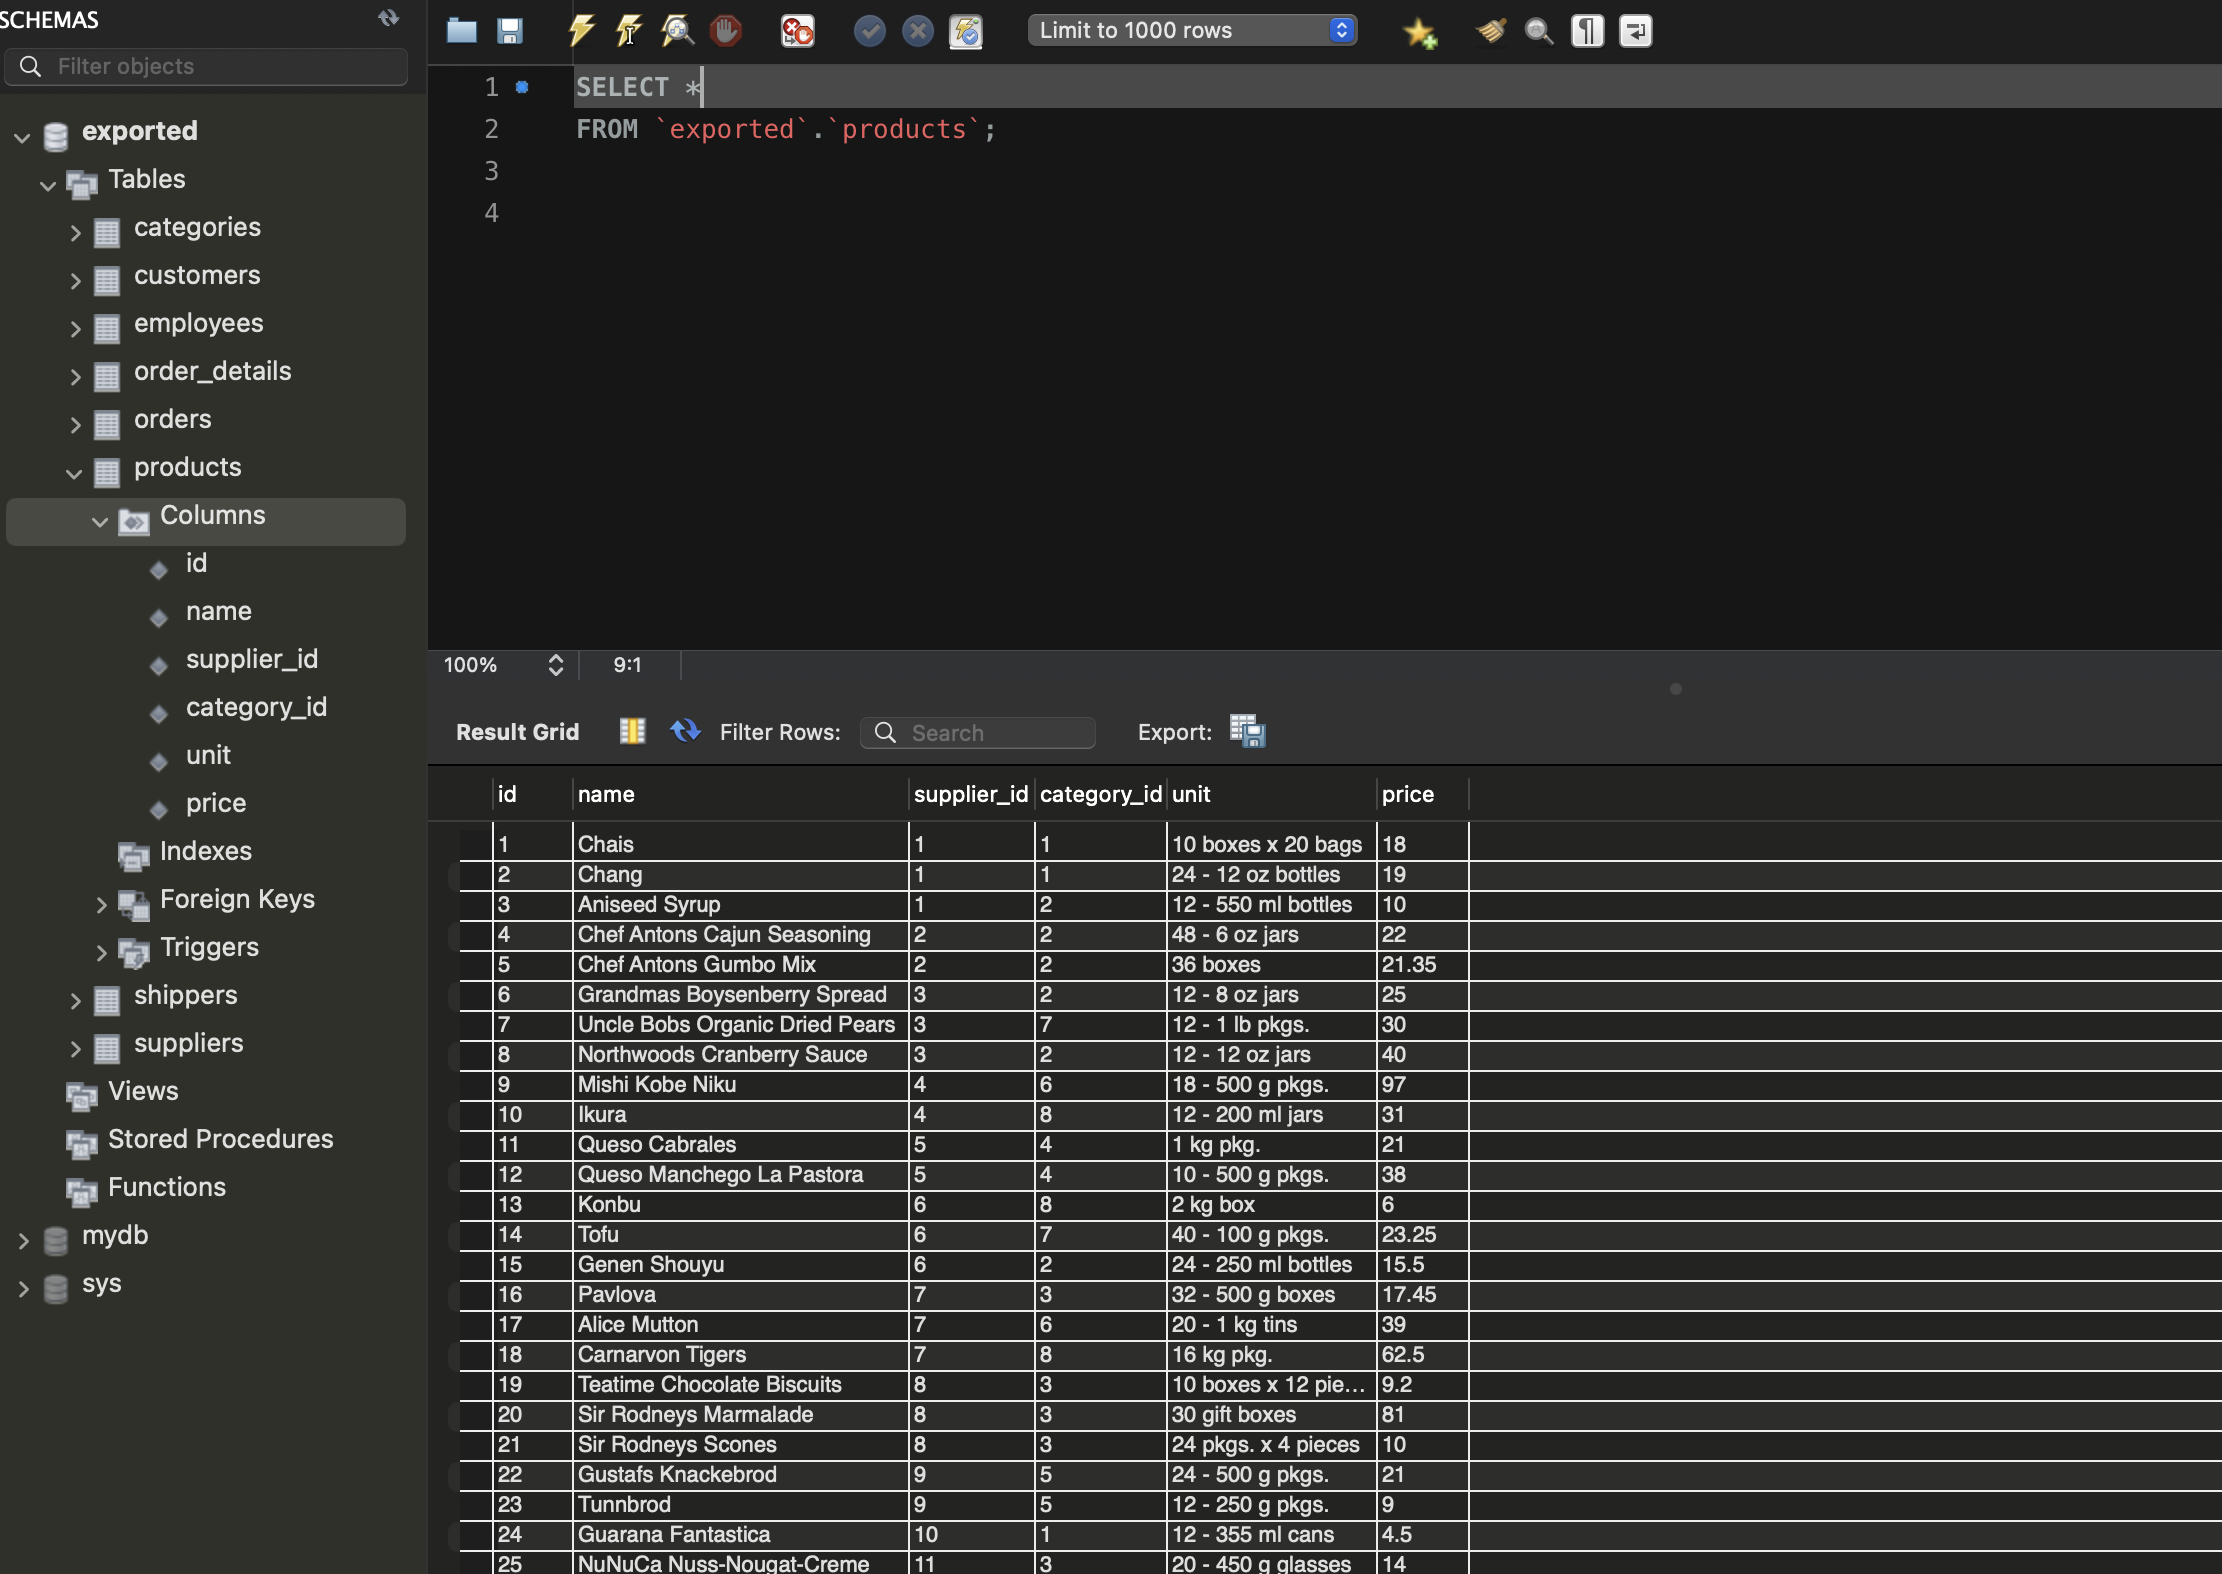 SCHEMAS
Filter objects
exported
Tables
categories
customers
employees
order_details
orders
products
Columns
id
name
supplier_id
category_id
unit
price
Indexes
Foreign Keys
Triggers
shippers
suppliers
Views
Stored Procedures
Functions
mydb
sys
Limit to 1000 rows
1 SELECT *
2 FROM `exported`.`products`;
3
4
100% 9:1
Result Grid Filter Rows: Search Export:
id name supplier_id category_id unit price
1 Chais 1 1 10 boxes x 20 bags 18
2 Chang 1 1 24 - 12 oz bottles 19
3 Aniseed Syrup 1 2 12 - 550 ml bottles 10
4 Chef Antons Cajun Seasoning 2 2 48 - 6 oz jars 22
5 Chef Antons Gumbo Mix 2 2 36 boxes 21.35
6 Grandmas Boysenberry Spread 3 2 12 - 8 oz jars 25
7 Uncle Bobs Organic Dried Pears 3 7 12 - 1 lb pkgs. 30
8 Northwoods Cranberry Sauce 3 2 12 - 12 oz jars 40
9 Mishi Kobe Niku 4 6 18 - 500 g pkgs. 97
10 Ikura 4 8 12 - 200 ml jars 31
11 Queso Cabrales 5 4 1 kg pkg. 21
12 Queso Manchego La Pastora 5 4 10 - 500 g pkgs. 38
13 Konbu 6 8 2 kg box 6
14 Tofu 6 7 40 - 100 g pkgs. 23.25
15 Genen Shouyu 6 2 24 - 250 ml bottles 15.5
16 Pavlova 7 3 32 - 500 g boxes 17.45
17 Alice Mutton 7 6 20 - 1 kg tins 39
18 Carnarvon Tigers 7 8 16 kg pkg. 62.5
19 Teatime Chocolate Biscuits 8 3 10 boxes x 12 pie... 9.2
20 Sir Rodneys Marmalade 8 3 30 gift boxes 81
21 Sir Rodneys Scones 8 3 24 pkgs. x 4 pieces 10
22 Gustafs Knackebrod 9 5 24 - 500 g pkgs. 21
23 Tunnbrod 9 5 12 - 250 g pkgs. 9
24 Guarana Fantastica 10 1 12 - 355 ml cans 4.5
25 NuNuCa Nuss-Nougat-Creme 11 3 20 - 450 g glasses 14